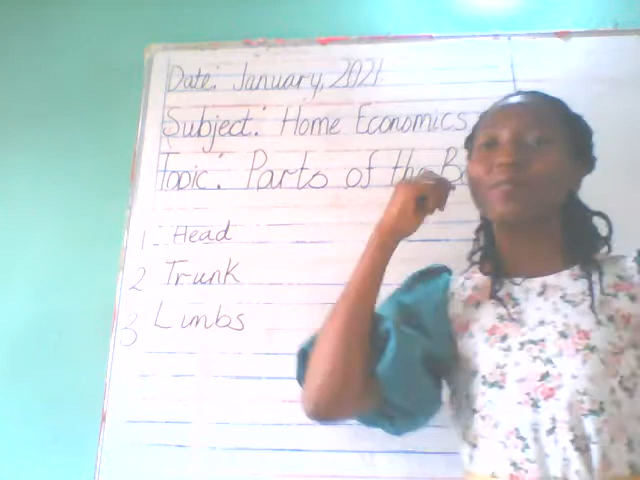 Date: January, 2021
Subject: Home Economics
Topic: Parts of the
1. Head
2 Trunk
3 Limbs